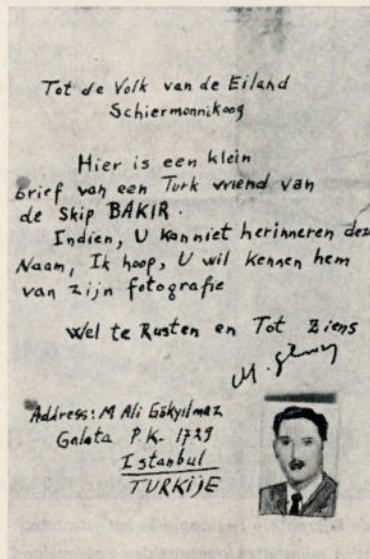 Tot de Volk van de Eiland
Schiermonnikoog
Hier is een klein
brief van een Turk vriend van
de Skip BAKIR.
Indien, U kan niet herinneren deze
Naam, Ik hoop, U wil kennen hem
van zijn fotografie
Wel te Rusten en Tot Ziens
Address: M Ali Gökyılmaz
Galata P.K. 1729
Istanbul
TURKIJE